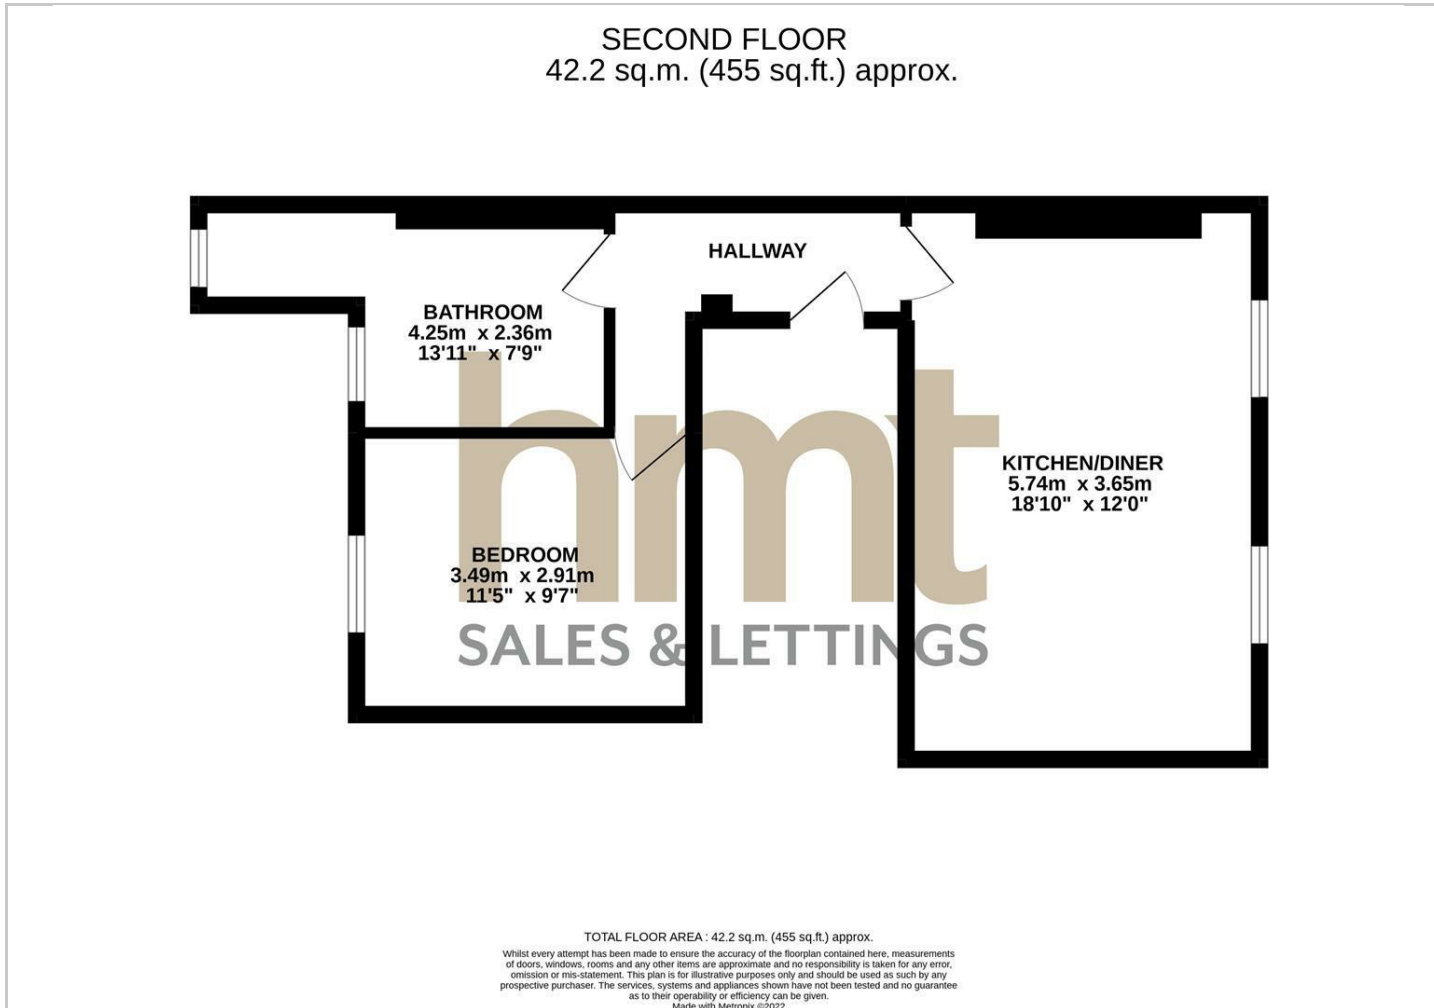 SECOND FLOOR
42.2 sq.m. (455 sq.ft.) approx.
HALLWAY
BATHROOM
4.25m x 2.36m
13'11" x 7'9"
KITCHEN/DINER
5.74m x 3.65m
18'10" x 12'0"
BEDROOM
3.49m x 2.91m
11'5" x 9'7"
hmt
SALES & LETTINGS
TOTAL FLOOR AREA : 42.2 sq.m. (455 sq.ft.) approx.
Whilst every attempt has been made to ensure the accuracy of the floorplan contained here, measurements
of doors, windows, rooms and any other items are approximate and no responsibility is taken for any error,
omission or mis-statement. This plan is for illustrative purposes only and should be used as such by any
prospective purchaser. The services, systems and appliances shown have not been tested and no guarantee
as to their operability or efficiency can be given.
Made with Metropix ©2022